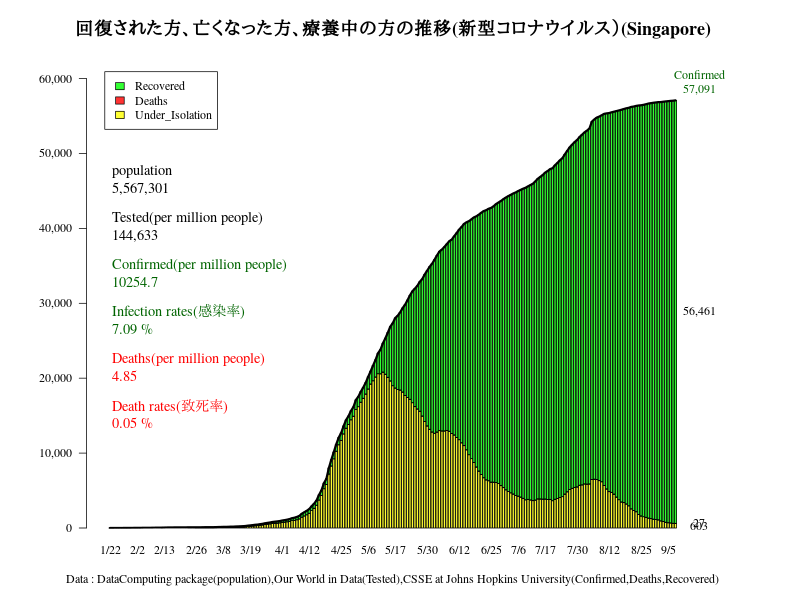 回復された方、亡くなった方、療養中の方の推移(新型コロナウイルス)(Singapore)
Confirmed
57,091
60,000
50,000
40,000
30,000
20,000
10,000
0
Recovered
Deaths
Under_Isolation
population
5,567,301
Tested(per million people)
144,633
Confirmed(per million people)
10254.7
Infection rates(感染率)
7.09 %
Deaths(per million people)
4.85
Death rates(致死率)
0.05 %
56,461
27
603
1/22 2/2 2/13 2/26 3/8 3/19 4/1 4/12 4/25 5/6 5/17 5/30 6/12 6/25 7/6 7/17 7/30 8/12 8/25 9/5
Data : DataComputing package(population),Our World in Data(Tested),CSSE at Johns Hopkins University(Confirmed,Deaths,Recovered)